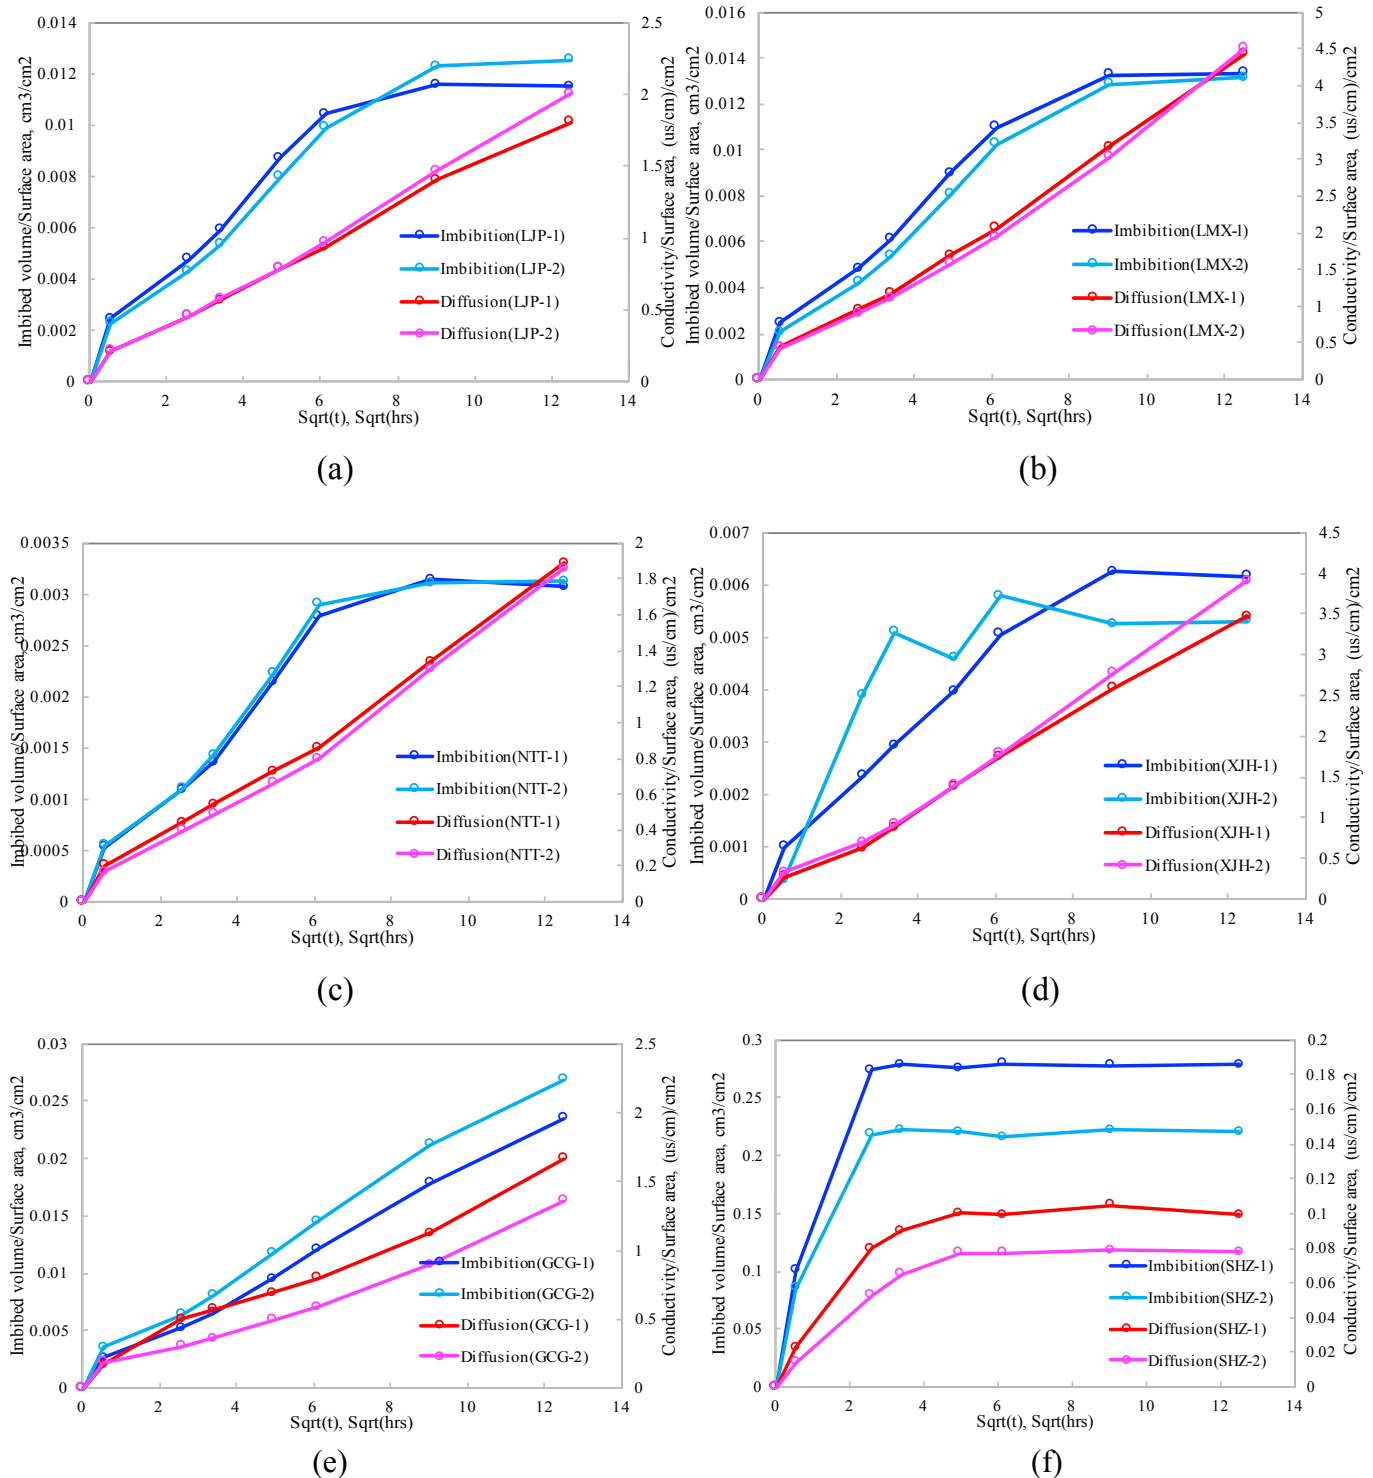 0.014
0.012
0.01
0.008
0.006
0.004
0.002
0
Imbibed volume/Surface area, cm3/cm2
2.5
2
1.5
1
0.5
0
Conductivity/Surface area, (us/cm)/cm2
Imbibition(LJP-1)
Imbibition(LJP-2)
Diffusion(LJP-1)
Diffusion(LJP-2)
0 2 4 6 8 10 12 14
Sqrt(t), Sqrt(hrs)
(a)
0.016
0.014
0.012
0.01
0.008
0.006
0.004
0.002
0
Imbibed volume/Surface area, cm3/cm2
5
4.5
4
3.5
3
2.5
2
1.5
1
0.5
0
Conductivity/Surface area, (us/cm)/cm2
Imbibition(LMX-1)
Imbibition(LMX-2)
Diffusion(LMX-1)
Diffusion(LMX-2)
0 2 4 6 8 10 12 14
Sqrt(t), Sqrt(hrs)
(b)
0.0035
0.003
0.0025
0.002
0.0015
0.001
0.0005
0
Imbibed volume/Surface area, cm3/cm2
2
1.8
1.6
1.4
1.2
1
0.8
0.6
0.4
0.2
0
Conductivity/Surface area, (us/cm)/cm2
Imbibition(NTT-1)
Imbibition(NTT-2)
Diffusion(NTT-1)
Diffusion(NTT-2)
0 2 4 6 8 10 12 14
Sqrt(t), Sqrt(hrs)
(c)
0.007
0.006
0.005
0.004
0.003
0.002
0.001
0
Imbibed volume/Surface area, cm3/cm2
4.5
4
3.5
3
2.5
2
1.5
1
0.5
0
Conductivity/Surface area, (us/cm)/cm2
Imbibition(XJH-1)
Imbibition(XJH-2)
Diffusion(XJH-1)
Diffusion(XJH-2)
0 2 4 6 8 10 12 14
Sqrt(t), Sqrt(hrs)
(d)
0.03
0.025
0.02
0.015
0.01
0.005
0
Imbibed volume/Surface area, cm3/cm2
2.5
2
1.5
1
0.5
0
Conductivity/Surface area, (us/cm)/cm2
Imbibition(GCG-1)
Imbibition(GCG-2)
Diffusion(GCG-1)
Diffusion(GCG-2)
0 2 4 6 8 10 12 14
Sqrt(t), Sqrt(hrs)
(e)
0.3
0.25
0.2
0.15
0.1
0.05
0
Imbibed volume/Surface area, cm3/cm2
0.2
0.18
0.16
0.14
0.12
0.1
0.08
0.06
0.04
0.02
0
Conductivity/Surface area, (us/cm)/cm2
Imbibition(SHZ-1)
Imbibition(SHZ-2)
Diffusion(SHZ-1)
Diffusion(SHZ-2)
0 2 4 6 8 10 12 14
Sqrt(t), Sqrt(hrs)
(f)